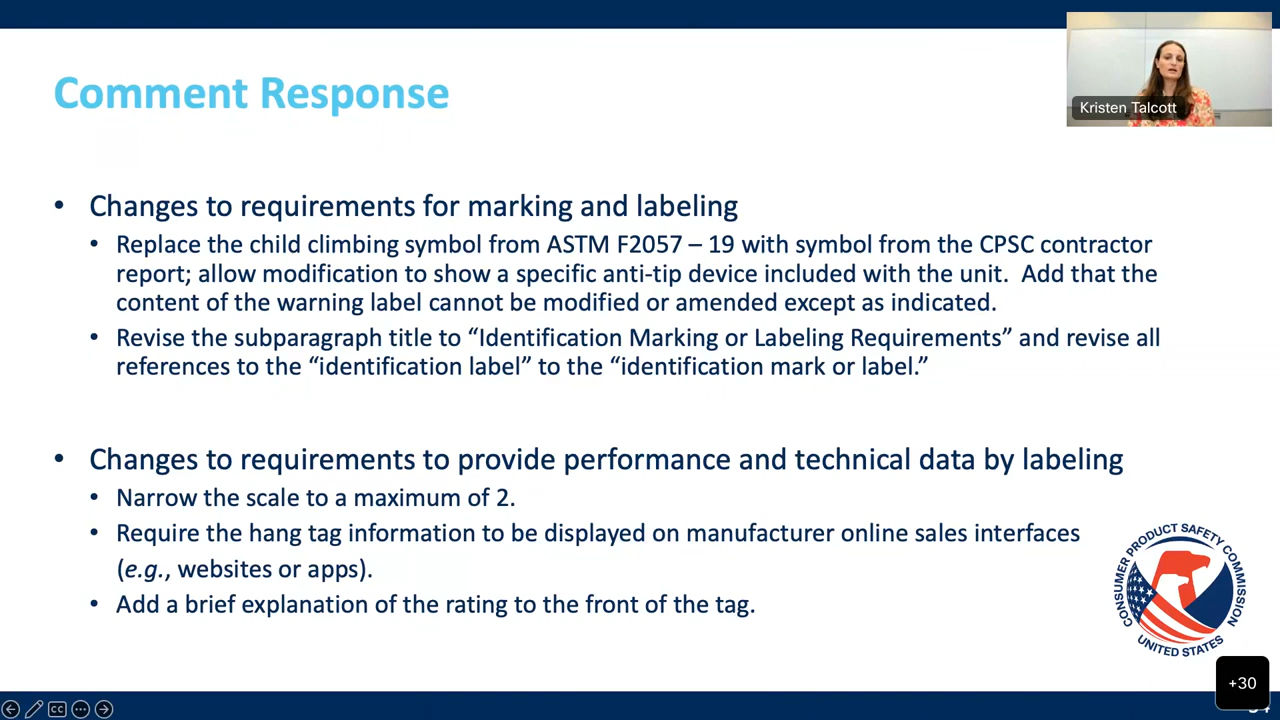 Comment Response
Kristen Talcott
• Changes to requirements for marking and labeling
• Replace the child climbing symbol from ASTM F2057 – 19 with symbol from the CPSC contractor
report; allow modification to show a specific anti-tip device included with the unit.  Add that the
content of the warning label cannot be modified or amended except as indicated.
• Revise the subparagraph title to “Identification Marking or Labeling Requirements” and revise all
references to the “identification label” to the “identification mark or label.”
• Changes to requirements to provide performance and technical data by labeling
• Narrow the scale to a maximum of 2.
• Require the hang tag information to be displayed on manufacturer online sales interfaces
(e.g., websites or apps).
• Add a brief explanation of the rating to the front of the tag.
CONSUMER PRODUCT SAFETY COMMISSION
UNITED STATES
+30
CC